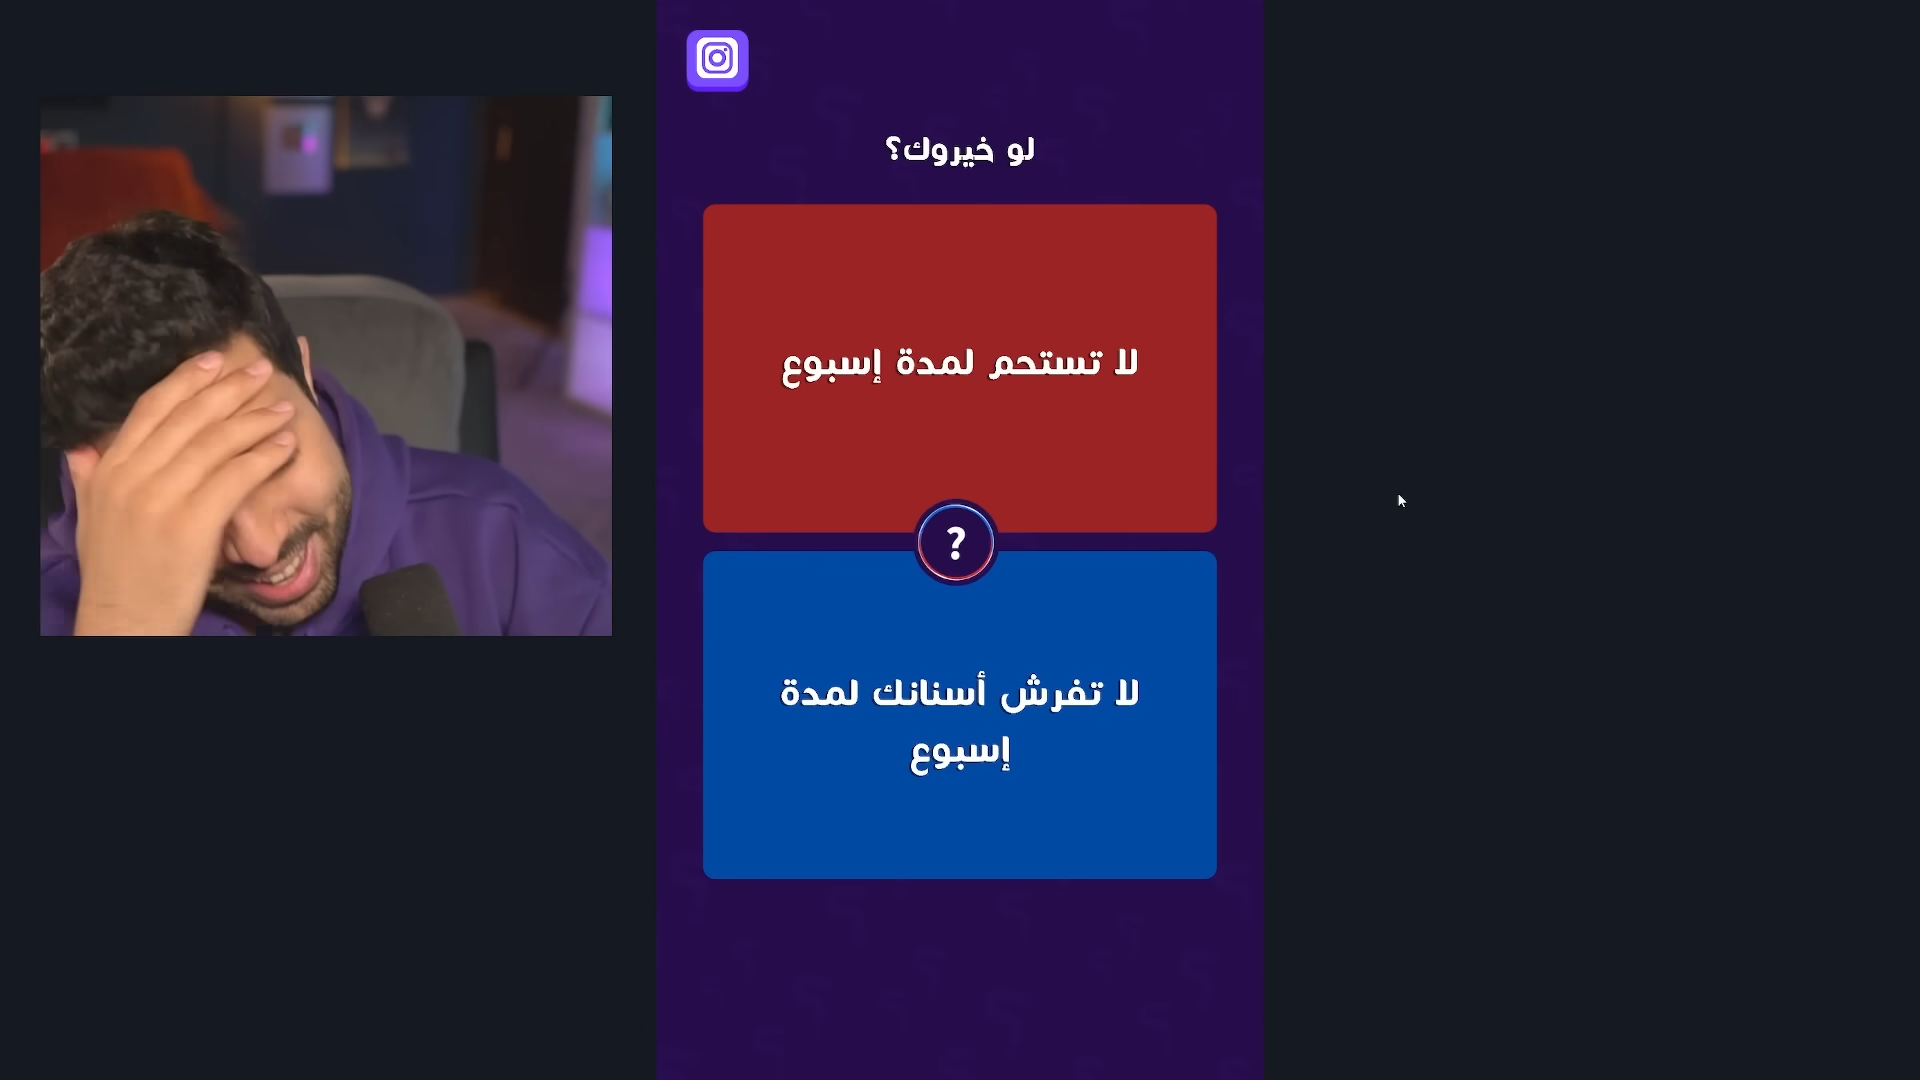 لو خيروك؟
لا تستحم لمدة إسبوع
?
لا تفرش أسنانك لمدة
إسبوع